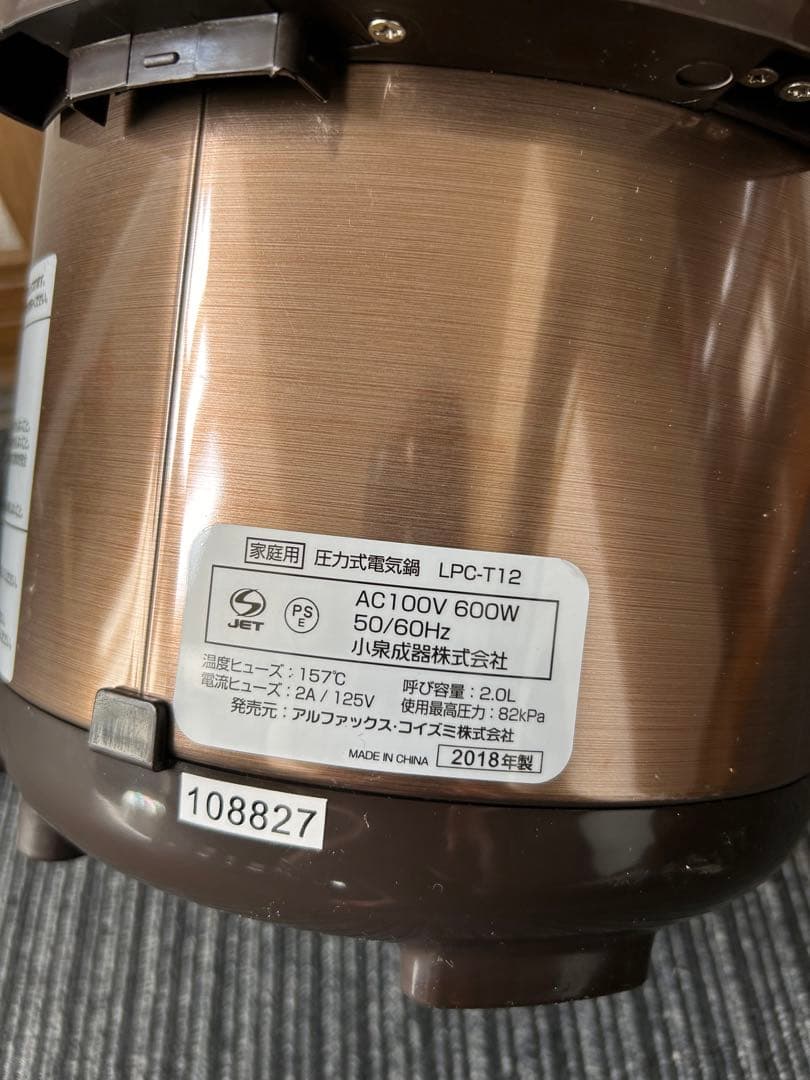 家庭用 圧力式電気鍋 LPC-T12
JET PS E
AC100V 600W
50/60Hz
小泉成器株式会社
温度ヒューズ：157℃ 呼び容量：2.0L
電流ヒューズ：2A / 125V 使用最高圧力：82kPa
発売元：アルファックス・コイズミ株式会社
MADE IN CHINA 2018年製
108827